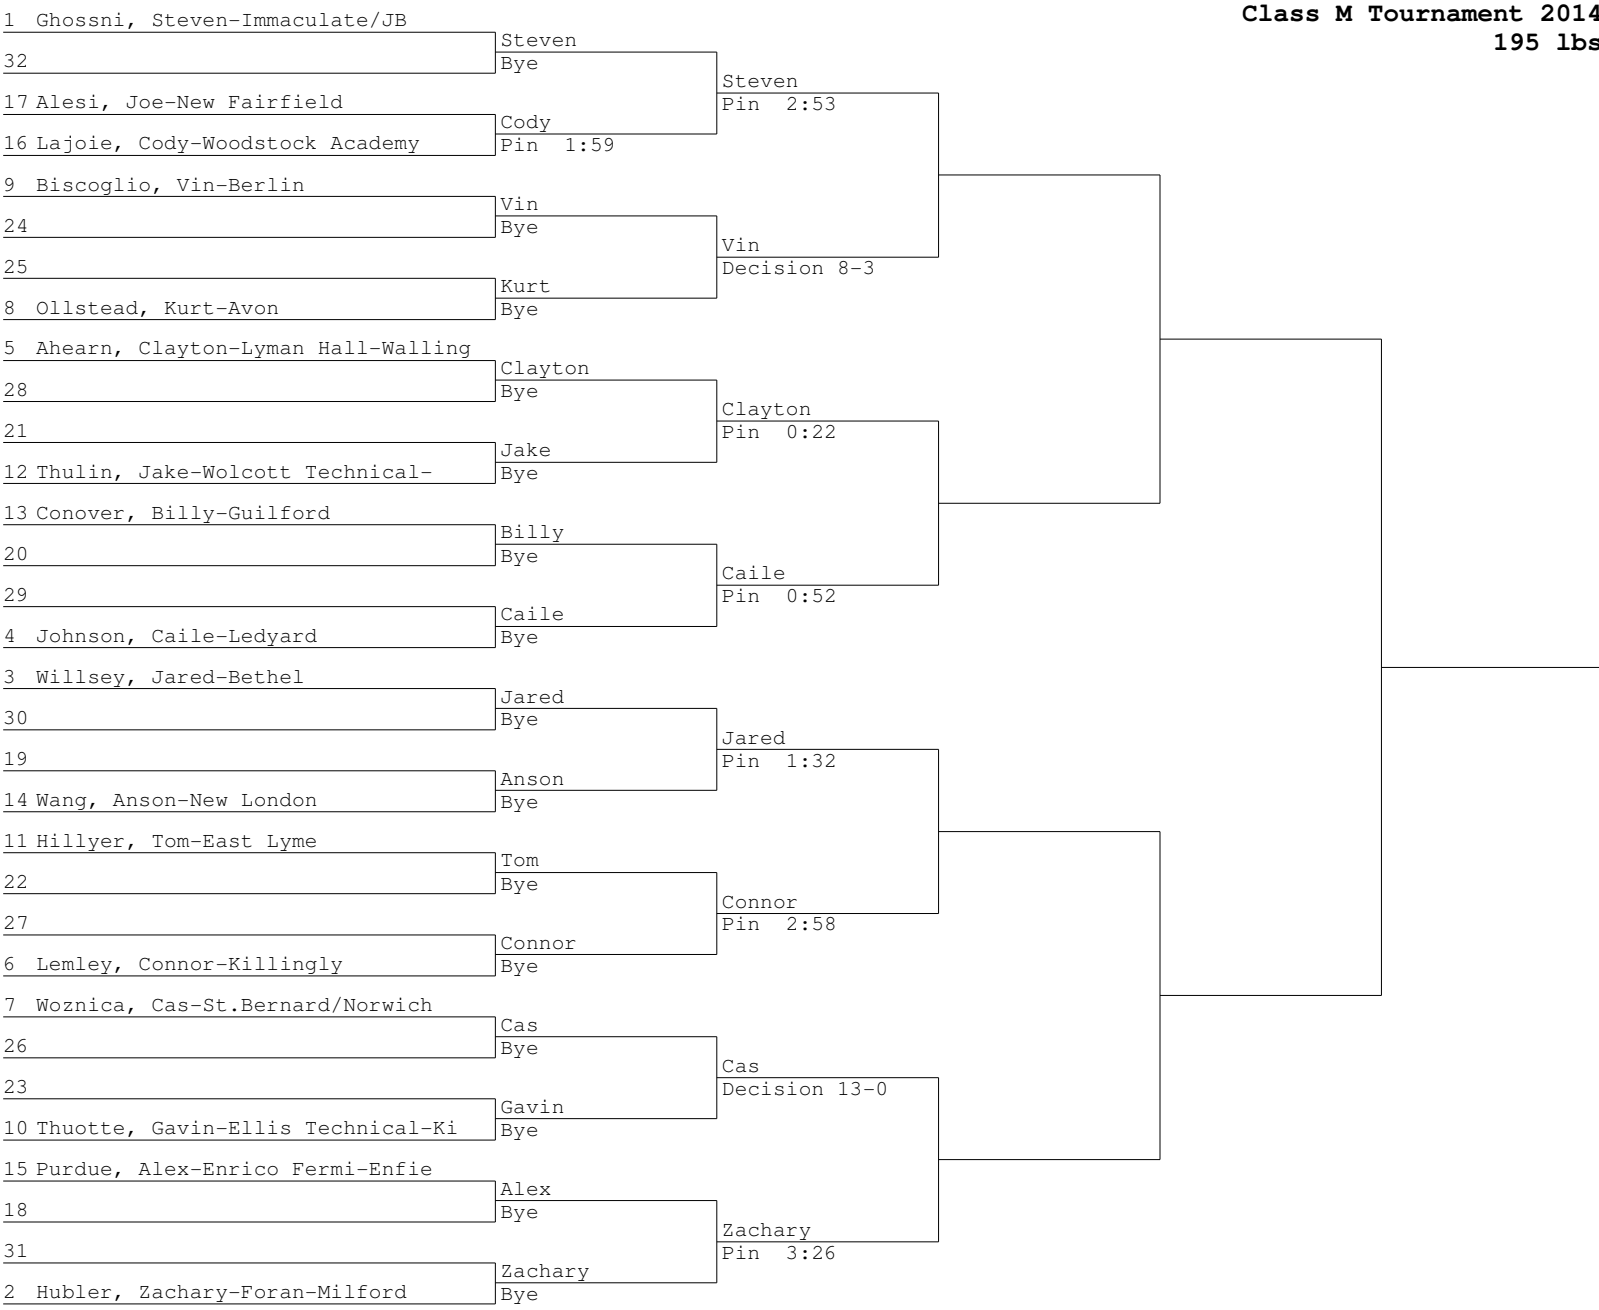 Class M Tournament 2014
195 lbs
1 Ghossni, Steven-Immaculate/JB
32
17 Alesi, Joe-New Fairfield
16 Lajoie, Cody-Woodstock Academy
9 Biscoglio, Vin-Berlin
24
25
8 Ollstead, Kurt-Avon
5 Ahearn, Clayton-Lyman Hall-Walling
28
21
12 Thulin, Jake-Wolcott Technical-
13 Conover, Billy-Guilford
20
29
4 Johnson, Caile-Ledyard
3 Willsey, Jared-Bethel
30
19
14 Wang, Anson-New London
11 Hillyer, Tom-East Lyme
22
27
6 Lemley, Connor-Killingly
7 Woznica, Cas-St.Bernard/Norwich
26
23
10 Thuotte, Gavin-Ellis Technical-Ki
15 Purdue, Alex-Enrico Fermi-Enfie
18
31
2 Hubler, Zachary-Foran-Milford
Steven
Bye
Cody
Pin 1:59
Vin
Bye
Kurt
Bye
Clayton
Bye
Jake
Bye
Billy
Bye
Caile
Bye
Jared
Bye
Anson
Bye
Tom
Bye
Connor
Bye
Cas
Bye
Gavin
Bye
Alex
Bye
Zachary
Bye
Steven
Pin 2:53
Vin
Decision 8-3
Clayton
Pin 0:22
Caile
Pin 0:52
Jared
Pin 1:32
Connor
Pin 2:58
Cas
Decision 13-0
Zachary
Pin 3:26